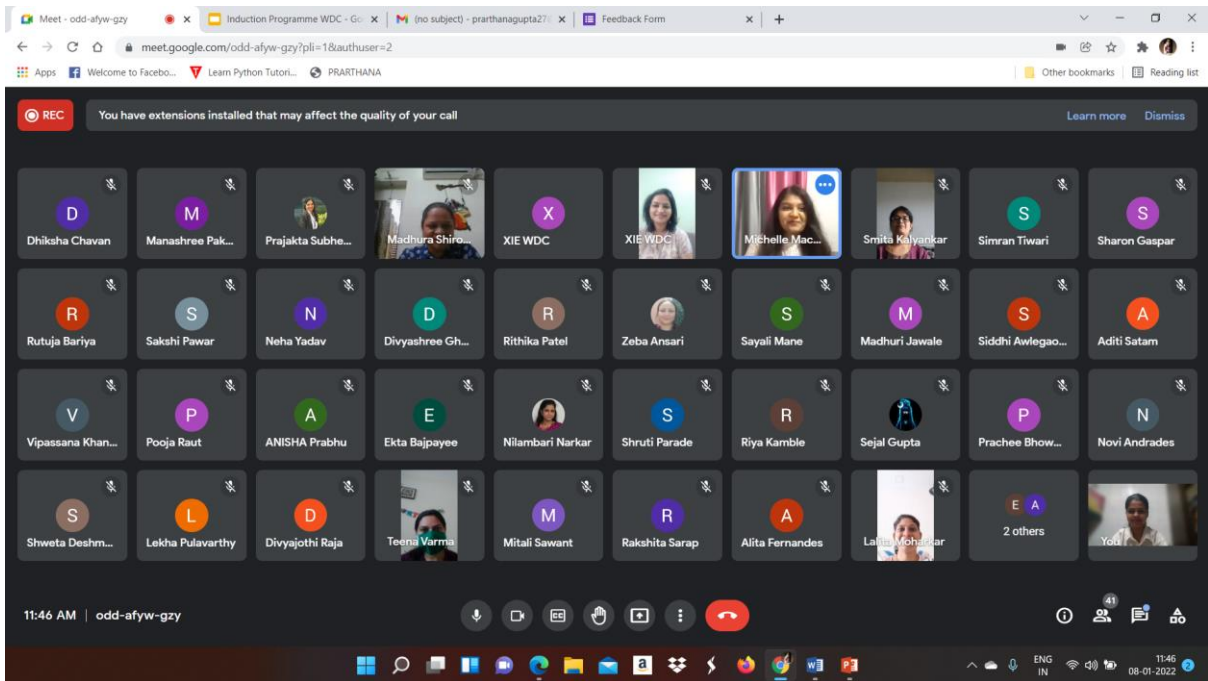 Meet - odd-afyw-gzy
Induction Programme WDC - Go
(no subject) - prarthanagupta27
Feedback Form
meet.google.com/odd-afyw-gzy?pli=1&authuser=2
Apps
Welcome to Facebo...
Learn Python Tutori...
PRARTHANA
Other bookmarks
Reading list
REC
You have extensions installed that may affect the quality of your call
Learn more
Dismiss
D
M
X
S
S
Dhiksha Chavan
Manashree Pak...
Prajakta Subhe...
Madhura Shiro...
XIE WDC
XIE WDC
Michelle Mac...
Smita Kalyankar
Simran Tiwari
Sharon Gaspar
R
S
N
D
R
S
M
S
A
Rutuja Bariya
Sakshi Pawar
Neha Yadav
Divyashree Gh...
Rithika Patel
Zeba Ansari
Sayali Mane
Madhuri Jawale
Siddhi Awlegao...
Aditi Satam
V
P
A
E
S
R
P
N
Vipassana Khan...
Pooja Raut
ANISHA Prabhu
Ekta Bajpayee
Nilambari Narkar
Shruti Parade
Riya Kamble
Sejal Gupta
Prachee Bhow...
Novi Andrades
S
L
D
M
R
A
E A
Shweta Deshm...
Lekha Pulavarthy
Divyajothi Raja
Teena Varma
Mitali Sawant
Rakshita Sarap
Alita Fernandes
Lalita Moharkar
2 others
You
11:46 AM | odd-afyw-gzy
CC
41
ENG
IN
11:46
08-01-2022
2